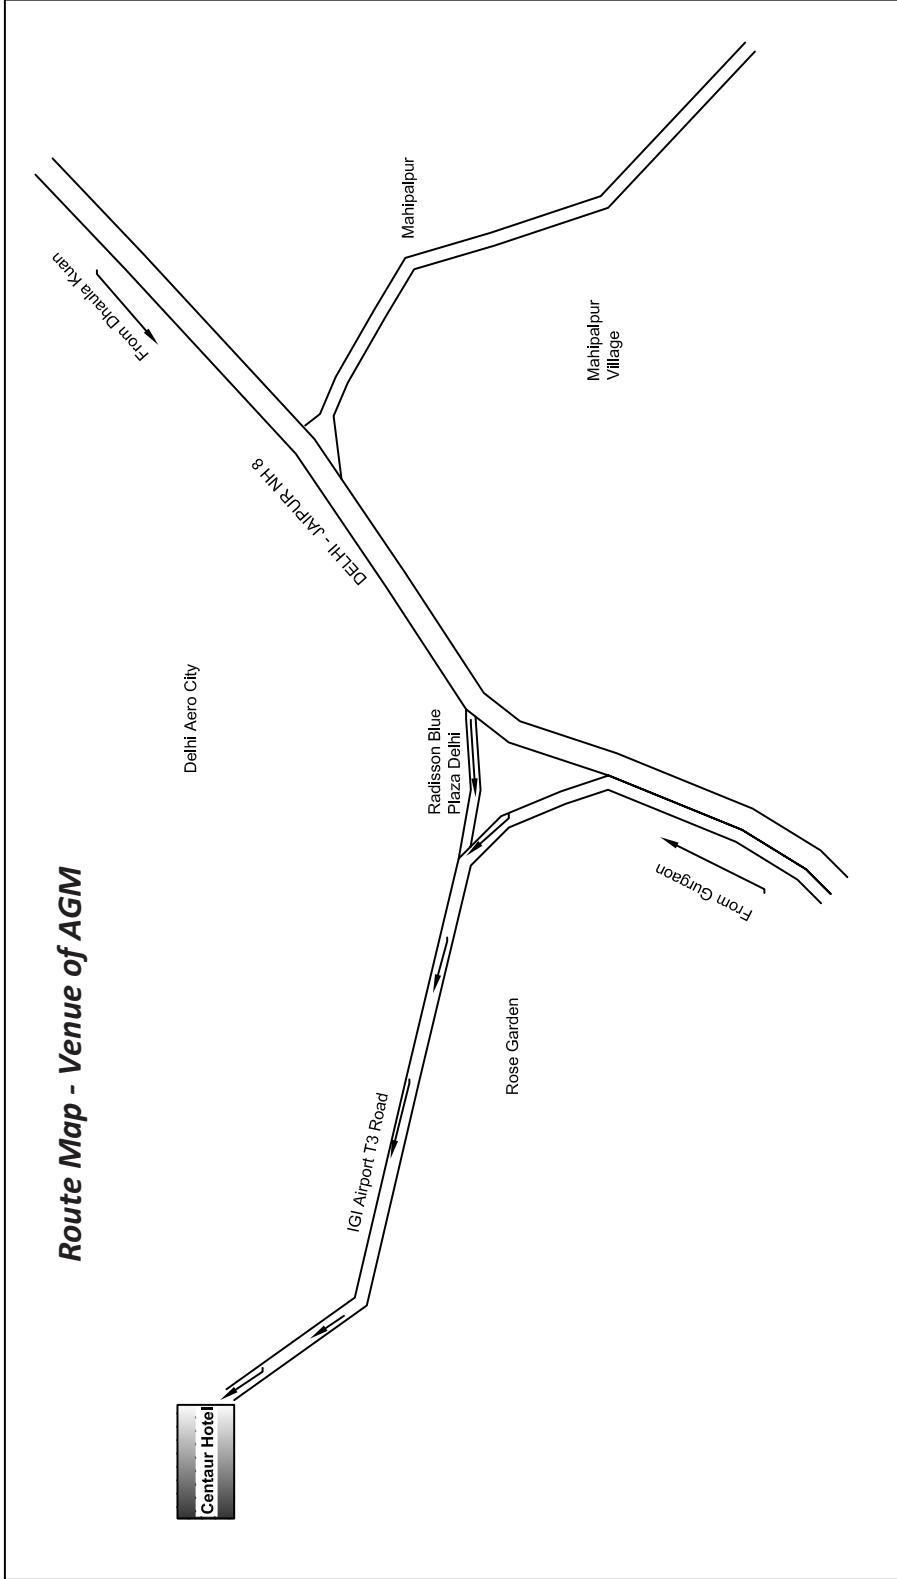 Route Map - Venue of AGM
From Dhaula Kuan
Mahipalpur
Mahipalpur
Village
DELHI - JAIPUR NH 8
Delhi Aero City
Radisson Blue
Plaza Delhi
From Gurgaon
Rose Garden
IGI Airport T3 Road
Centaur Hotel